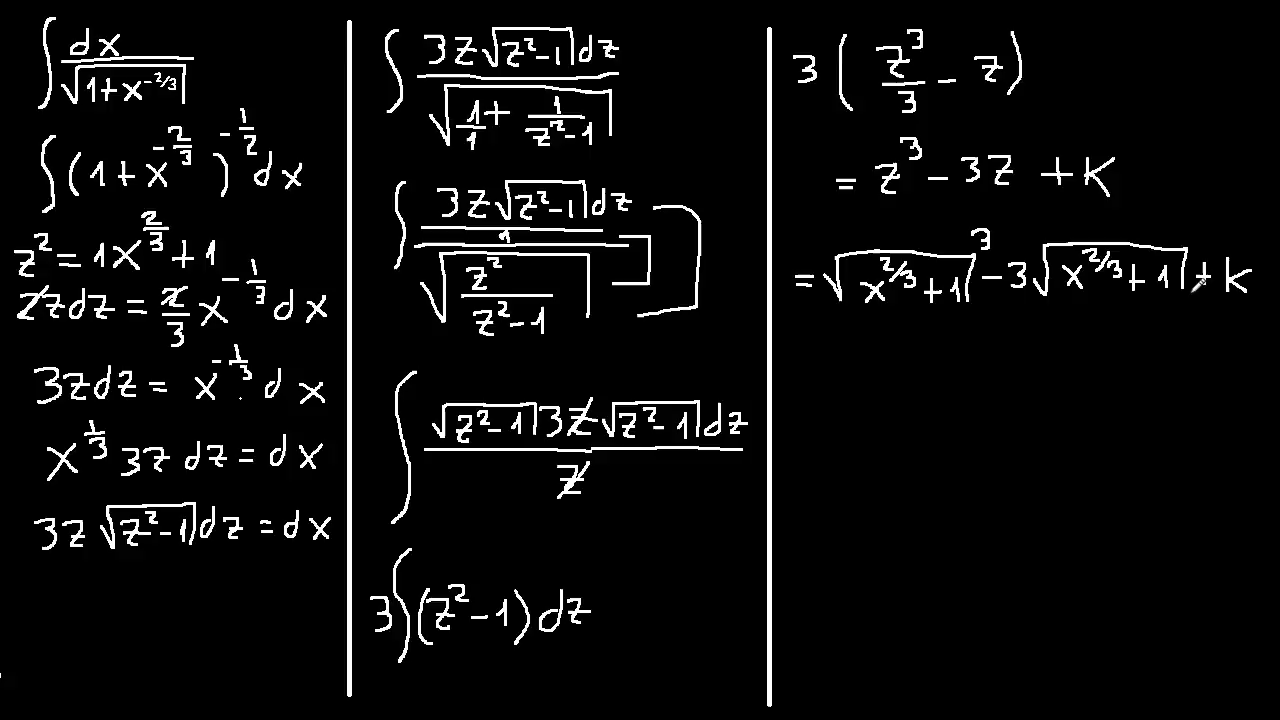 ∫ dx / √(1+x^(-2/3))
∫ (1+x^(-2/3))^(-1/2) dx
z² = 1x^(2/3) + 1
2z dz = 2/3 x^(-1/3) dx
3z dz = x^(-1/3) dx
x^(1/3) 3z dz = dx
3z √(z²-1) dz = dx
∫ 3z √(z²-1) dz / √(1/1 + 1/(z²-1))
∫ (3z √(z²-1) dz / 1) / √(z²/(z²-1))
∫ √(z²-1) 3z √(z²-1) dz / z
3∫(z²-1) dz
3 (z³/3 - z)
= z³ - 3z + K
= √(x^(2/3)+1)³ - 3√(x^(2/3)+1) + K